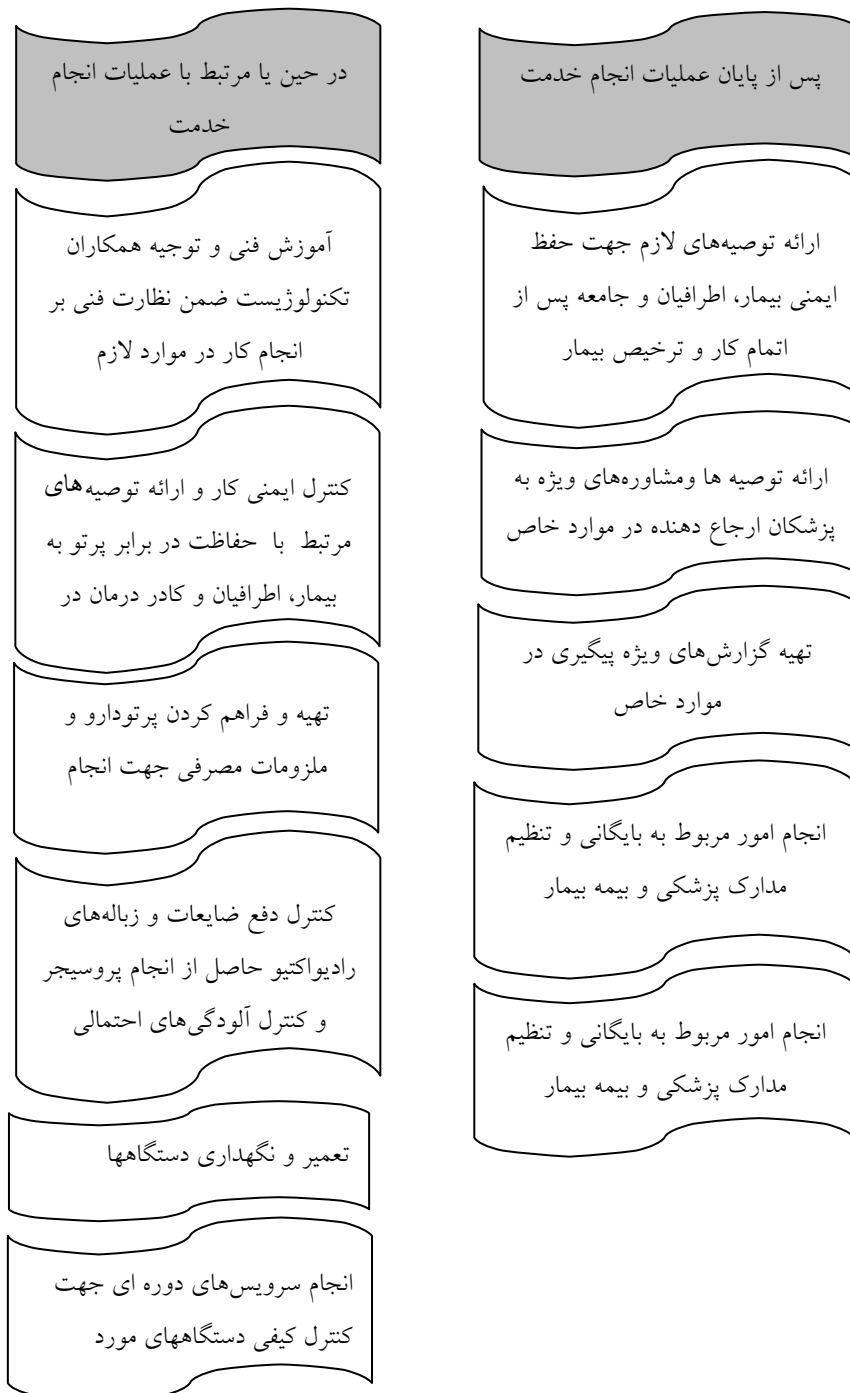 پس از پایان عملیات انجام خدمت
ارائه توصیه‌های لازم جهت حفظ
ایمنی بیمار، اطرافیان و جامعه پس از
اتمام کار و ترخیص بیمار
ارائه توصیه ها ومشاوره‌های ویژه به
پزشکان ارجاع دهنده در موارد خاص
تهیه گزارش‌های ویژه پیگیری در
موارد خاص
انجام امور مربوط به بایگانی و تنظیم
مدارک پزشکی و بیمه بیمار
انجام امور مربوط به بایگانی و تنظیم
مدارک پزشکی و بیمه بیمار
در حین یا مرتبط با عملیات انجام
خدمت
آموزش فنی و توجیه همکاران
تکنولوژیست ضمن نظارت فنی بر
انجام کار در موارد لازم
کنترل ایمنی کار و ارائه توصیه‌های
مرتبط با حفاظت در برابر پرتو به
بیمار، اطرافیان و کادر درمان در
تهیه و فراهم کردن پرتودارو و
ملزومات مصرفی جهت انجام
کنترل دفع ضایعات و زباله‌های
رادیواکتیو حاصل از انجام پروسیجر
و کنترل آلودگی‌های احتمالی
تعمیر و نگهداری دستگاهها
انجام سرویس‌های دوره ای جهت
کنترل کیفی دستگاههای مورد